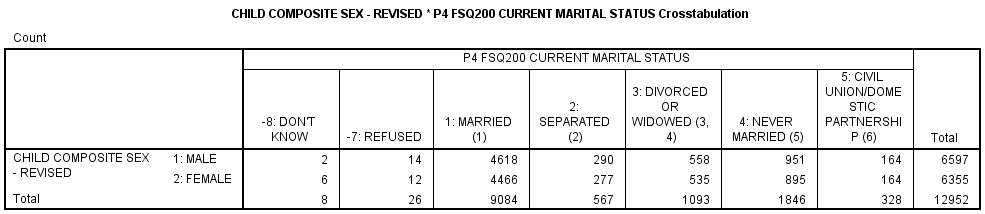 CHILD COMPOSITE SEX - REVISED * P4 FSQ200 CURRENT MARITAL STATUS Crosstabulation
Count
P4 FSQ200 CURRENT MARITAL STATUS
-8: DON'T KNOW -7: REFUSED 1: MARRIED (1) 2: SEPARATED (2) 3: DIVORCED OR WIDOWED (3, 4) 4: NEVER MARRIED (5) 5: CIVIL UNION/DOMESTIC PARTNERSHIP (6) Total
CHILD COMPOSITE SEX - REVISED 1: MALE 2 14 4618 290 558 951 164 6597
2: FEMALE 6 12 4466 277 535 895 164 6355
Total 8 26 9084 567 1093 1846 328 12952